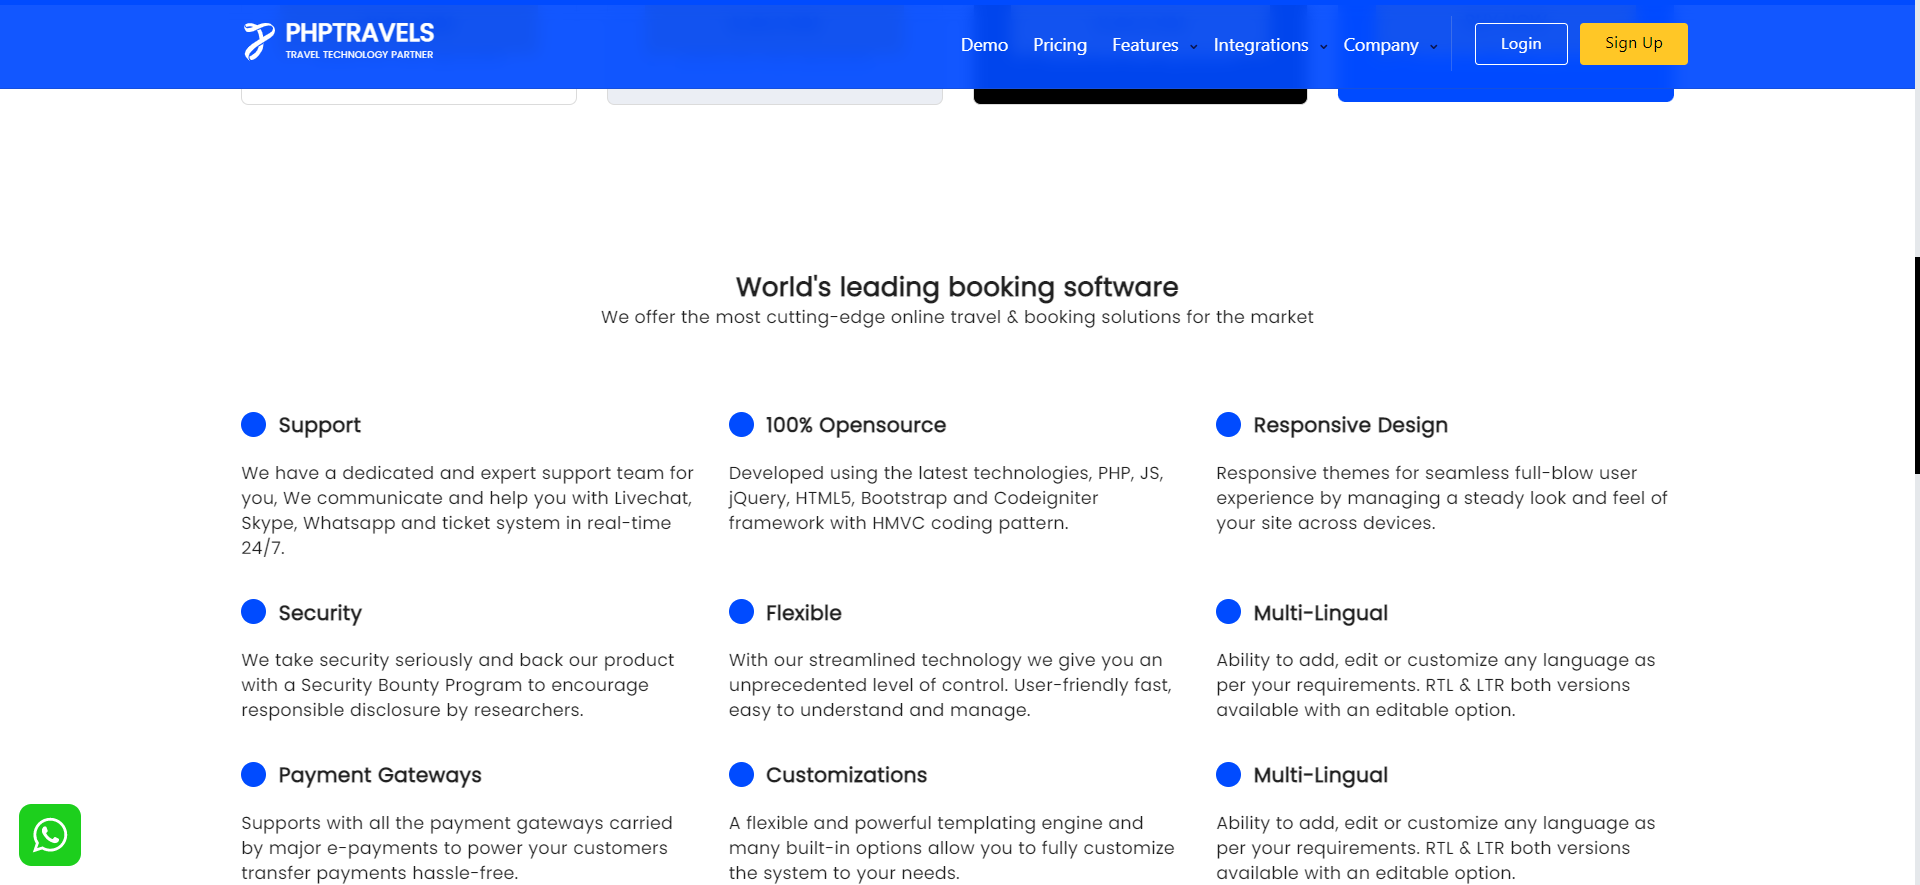 PHPTRAVELS
TRAVEL TECHNOLOGY PARTNER
Demo Pricing Features Integrations Company Login Sign Up
World's leading booking software
We offer the most cutting-edge online travel & booking solutions for the market
Support
We have a dedicated and expert support team for
you, We communicate and help you with Livechat,
Skype, Whatsapp and ticket system in real-time
24/7.
100% Opensource
Developed using the latest technologies, PHP, JS,
jQuery, HTML5, Bootstrap and Codeigniter
framework with HMVC coding pattern.
Responsive Design
Responsive themes for seamless full-blow user
experience by managing a steady look and feel of
your site across devices.
Security
We take security seriously and back our product
with a Security Bounty Program to encourage
responsible disclosure by researchers.
Flexible
With our streamlined technology we give you an
unprecedented level of control. User-friendly fast,
easy to understand and manage.
Multi-Lingual
Ability to add, edit or customize any language as
per your requirements. RTL & LTR both versions
available with an editable option.
Payment Gateways
Supports with all the payment gateways carried
by major e-payments to power your customers
transfer payments hassle-free.
Customizations
A flexible and powerful templating engine and
many built-in options allow you to fully customize
the system to your needs.
Multi-Lingual
Ability to add, edit or customize any language as
per your requirements. RTL & LTR both versions
available with an editable option.